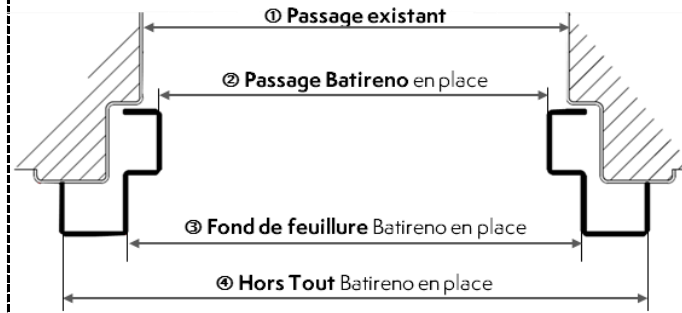 ① Passage existant
② Passage Batireno en place
③ Fond de feuillure Batireno en place
④ Hors Tout Batireno en place